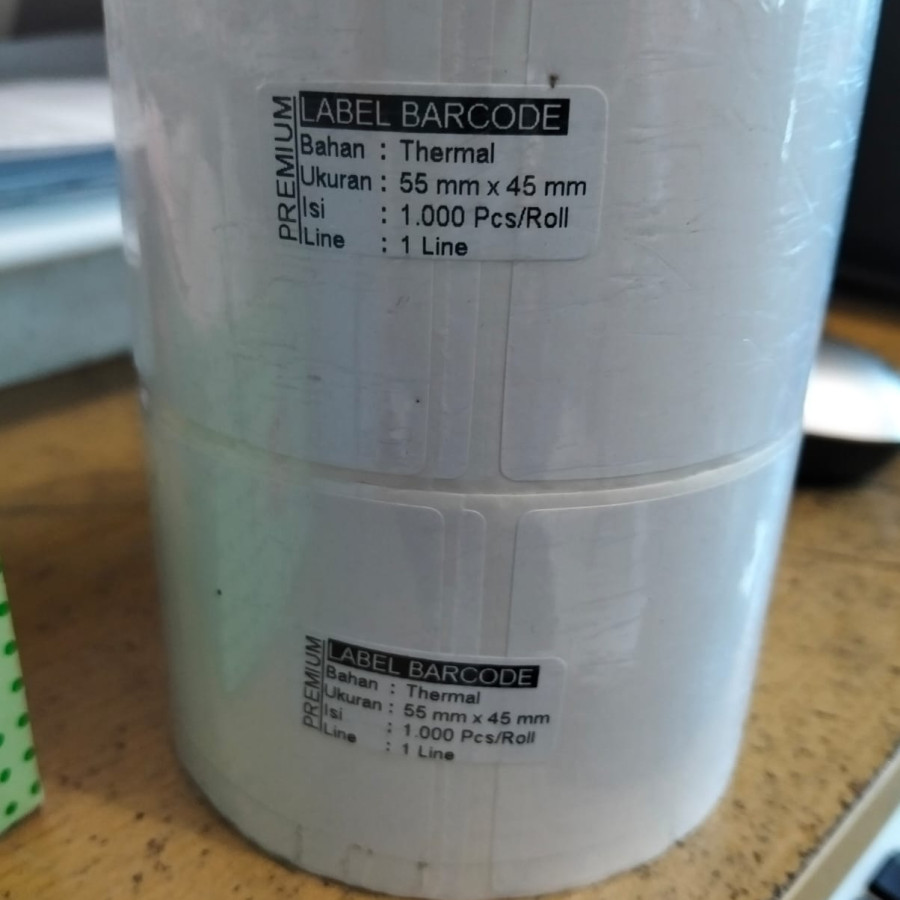 PREMIUM
LABEL BARCODE
Bahan : Thermal
Ukuran : 55 mm x 45 mm
Isi : 1.000 Pcs/Roll
Line : 1 Line
PREMIUM
LABEL BARCODE
Bahan : Thermal
Ukuran : 55 mm x 45 mm
Isi : 1.000 Pcs/Roll
Line : 1 Line